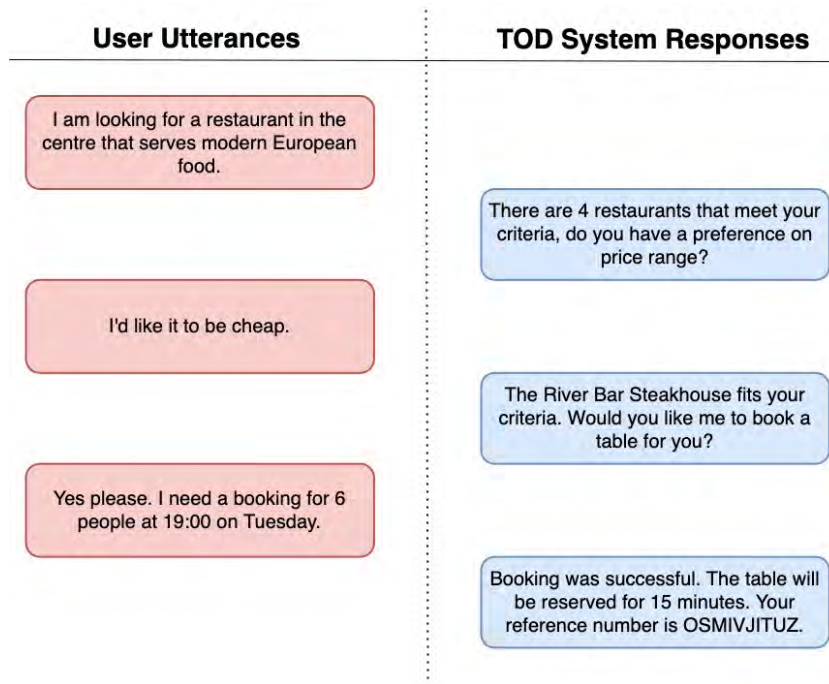 User Utterances
TOD System Responses
I am looking for a restaurant in the
centre that serves modern European
food.
There are 4 restaurants that meet your
criteria, do you have a preference on
price range?
I'd like it to be cheap.
The River Bar Steakhouse fits your
criteria. Would you like me to book a
table for you?
Yes please. I need a booking for 6
people at 19:00 on Tuesday.
Booking was successful. The table will
be reserved for 15 minutes. Your
reference number is OSMIVJITUZ.